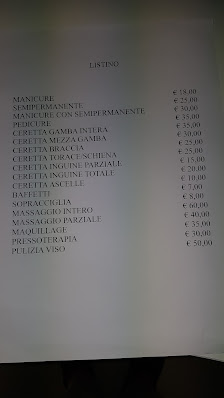 LISTINO
MANICURE € 18,00
SEMIPERMANENTE € 25,00
MANICURE CON SEMIPERMANENTE € 30,00
PEDICURE € 35,00
CERETTA GAMBA INTERA € 35,00
CERETTA MEZZA GAMBA € 30,00
CERETTA BRACCIA € 25,00
CERETTA TORACE SCHIENA € 25,00
CERETTA INGUINE PARZIALE € 15,00
CERETTA INGUINE TOTALE € 20,00
CERETTA ASCELLE € 10,00
BAFFETTI € 7,00
SOPRACCIGLIA € 8,00
MASSAGGIO INTERO € 60,00
MASSAGGIO PARZIALE € 40,00
MAQUILLAGE € 35,00
PRESSOTERAPIA € 30,00
PULIZIA VISO € 50,00